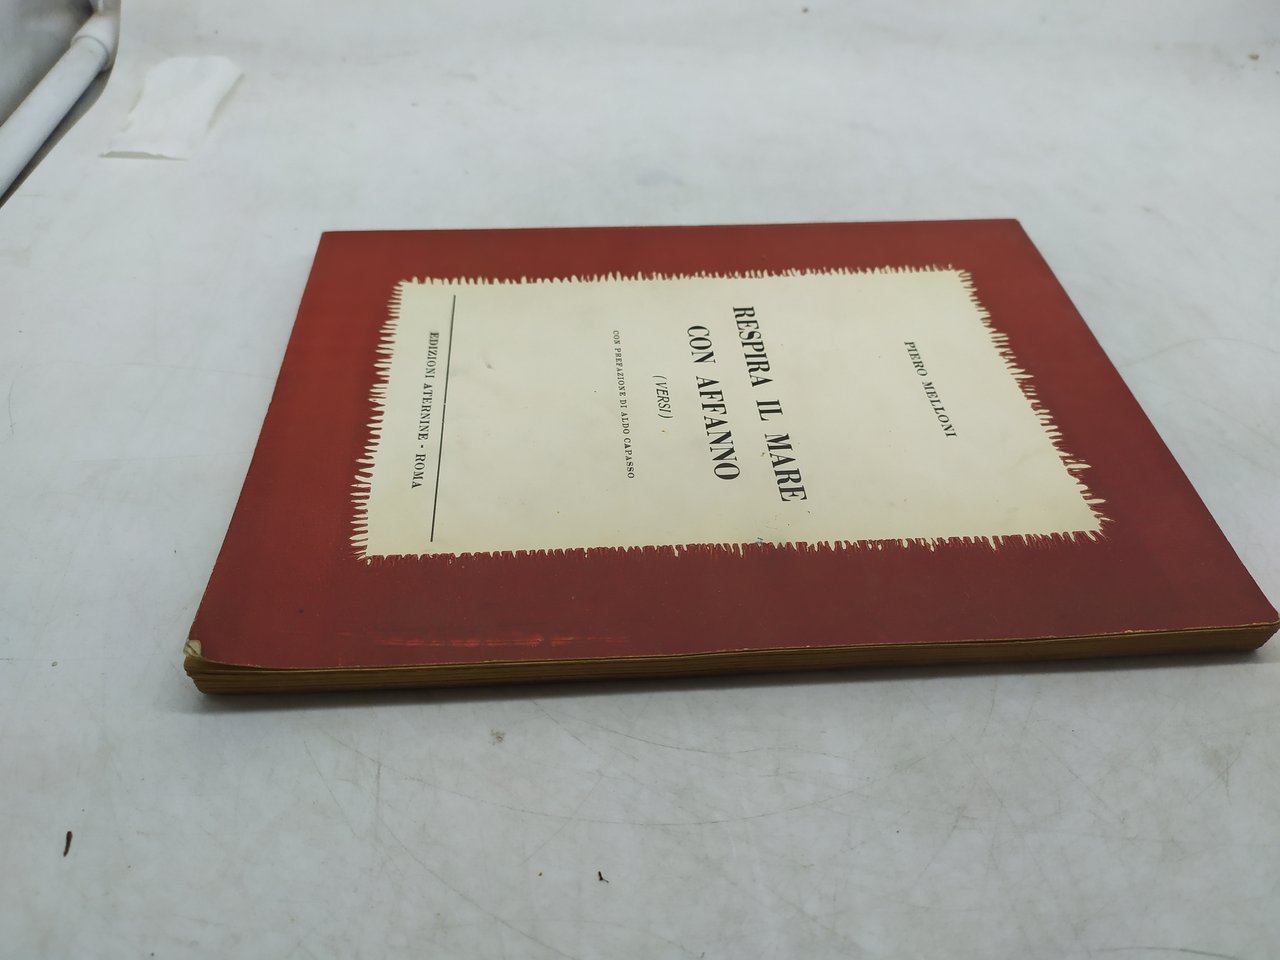 PIERO MELLONI
RESPIRA IL MARE
CON AFFANNO
(VERSI)
CON PREFAZIONE DI ALDO CAPASSO
EDIZIONI ATERNINE - ROMA